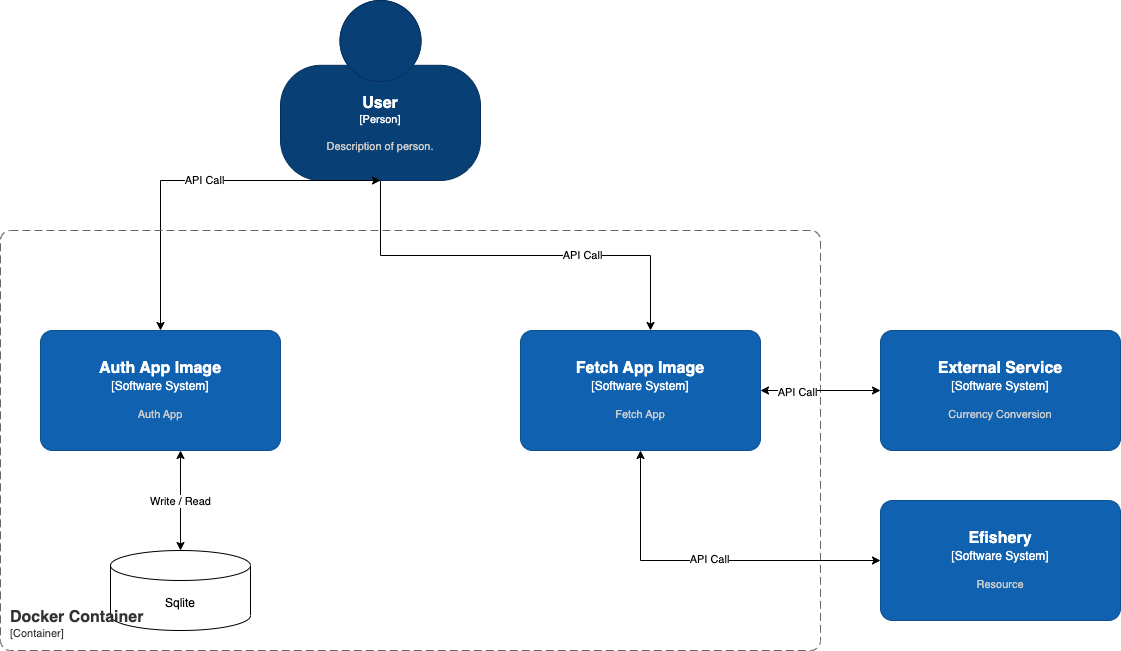 User
[Person]
Description of person.
API Call
API Call
Auth App Image
[Software System]
Auth App
Fetch App Image
[Software System]
Fetch App
API Call
External Service
[Software System]
Currency Conversion
Write / Read
API Call
Efishery
[Software System]
Resource
Sqlite
Docker Container
[Container]